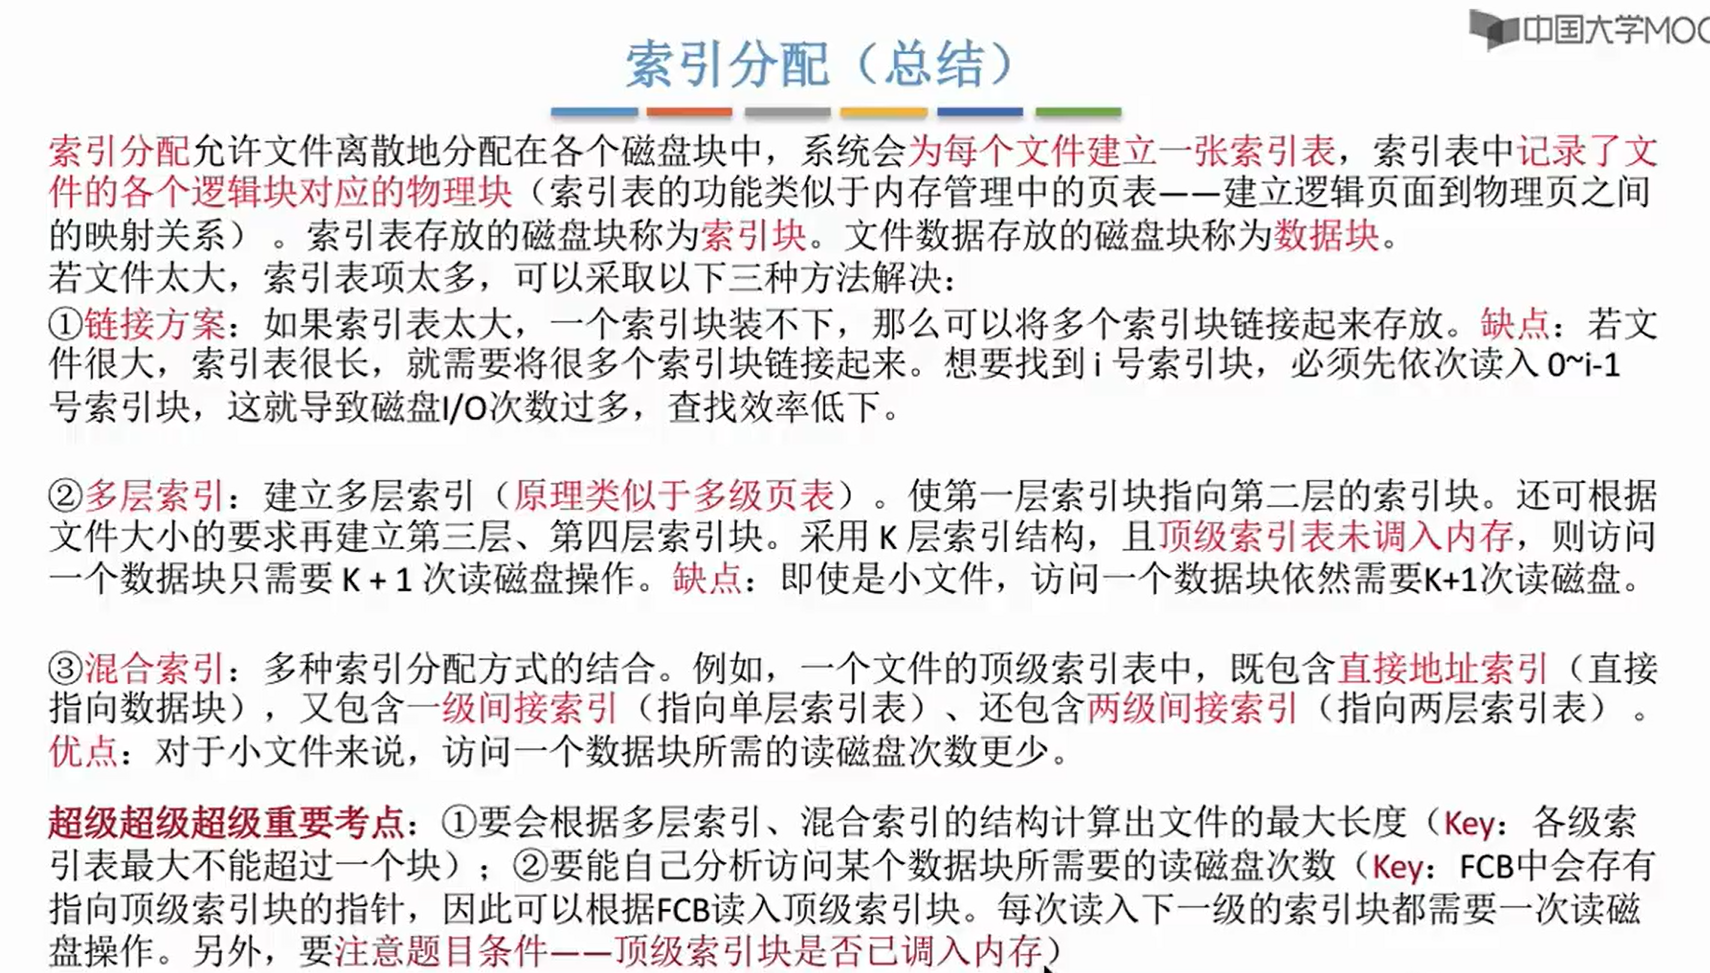 中国大学MOO
索引分配（总结）
索引分配允许文件离散地分配在各个磁盘块中，系统会为每个文件建立一张索引表，索引表中记录了文
件的各个逻辑块对应的物理块（索引表的功能类似于内存管理中的页表——建立逻辑页面到物理页之间
的映射关系）。索引表存放的磁盘块称为索引块。文件数据存放的磁盘块称为数据块。
若文件太大，索引表项太多，可以采取以下三种方法解决：
①链接方案：如果索引表太大，一个索引块装不下，那么可以将多个索引块链接起来存放。缺点：若文
件很大，索引表很长，就需要将很多个索引块链接起来。想要找到 i 号索引块，必须先依次读入 0~i-1
号索引块，这就导致磁盘I/O次数过多，查找效率低下。
②多层索引：建立多层索引（原理类似于多级页表）。使第一层索引块指向第二层的索引块。还可根据
文件大小的要求再建立第三层、第四层索引块。采用 K 层索引结构，且顶级索引表未调入内存，则访问
一个数据块只需要 K + 1 次读磁盘操作。缺点：即使是小文件，访问一个数据块依然需要K+1次读磁盘。
③混合索引：多种索引分配方式的结合。例如，一个文件的顶级索引表中，既包含直接地址索引（直接
指向数据块），又包含一级间接索引（指向单层索引表）、还包含两级间接索引（指向两层索引表）。
优点：对于小文件来说，访问一个数据块所需的读磁盘次数更少。
超级超级超级重要考点：①要会根据多层索引、混合索引的结构计算出文件的最大长度（Key：各级索
引表最大不能超过一个块）；②要能自己分析访问某个数据块所需要的读磁盘次数（Key：FCB中会存有
指向顶级索引块的指针，因此可以根据FCB读入顶级索引块。每次读入下一级的索引块都需要一次读磁
盘操作。另外，要注意题目条件——顶级索引块是否已调入内存）